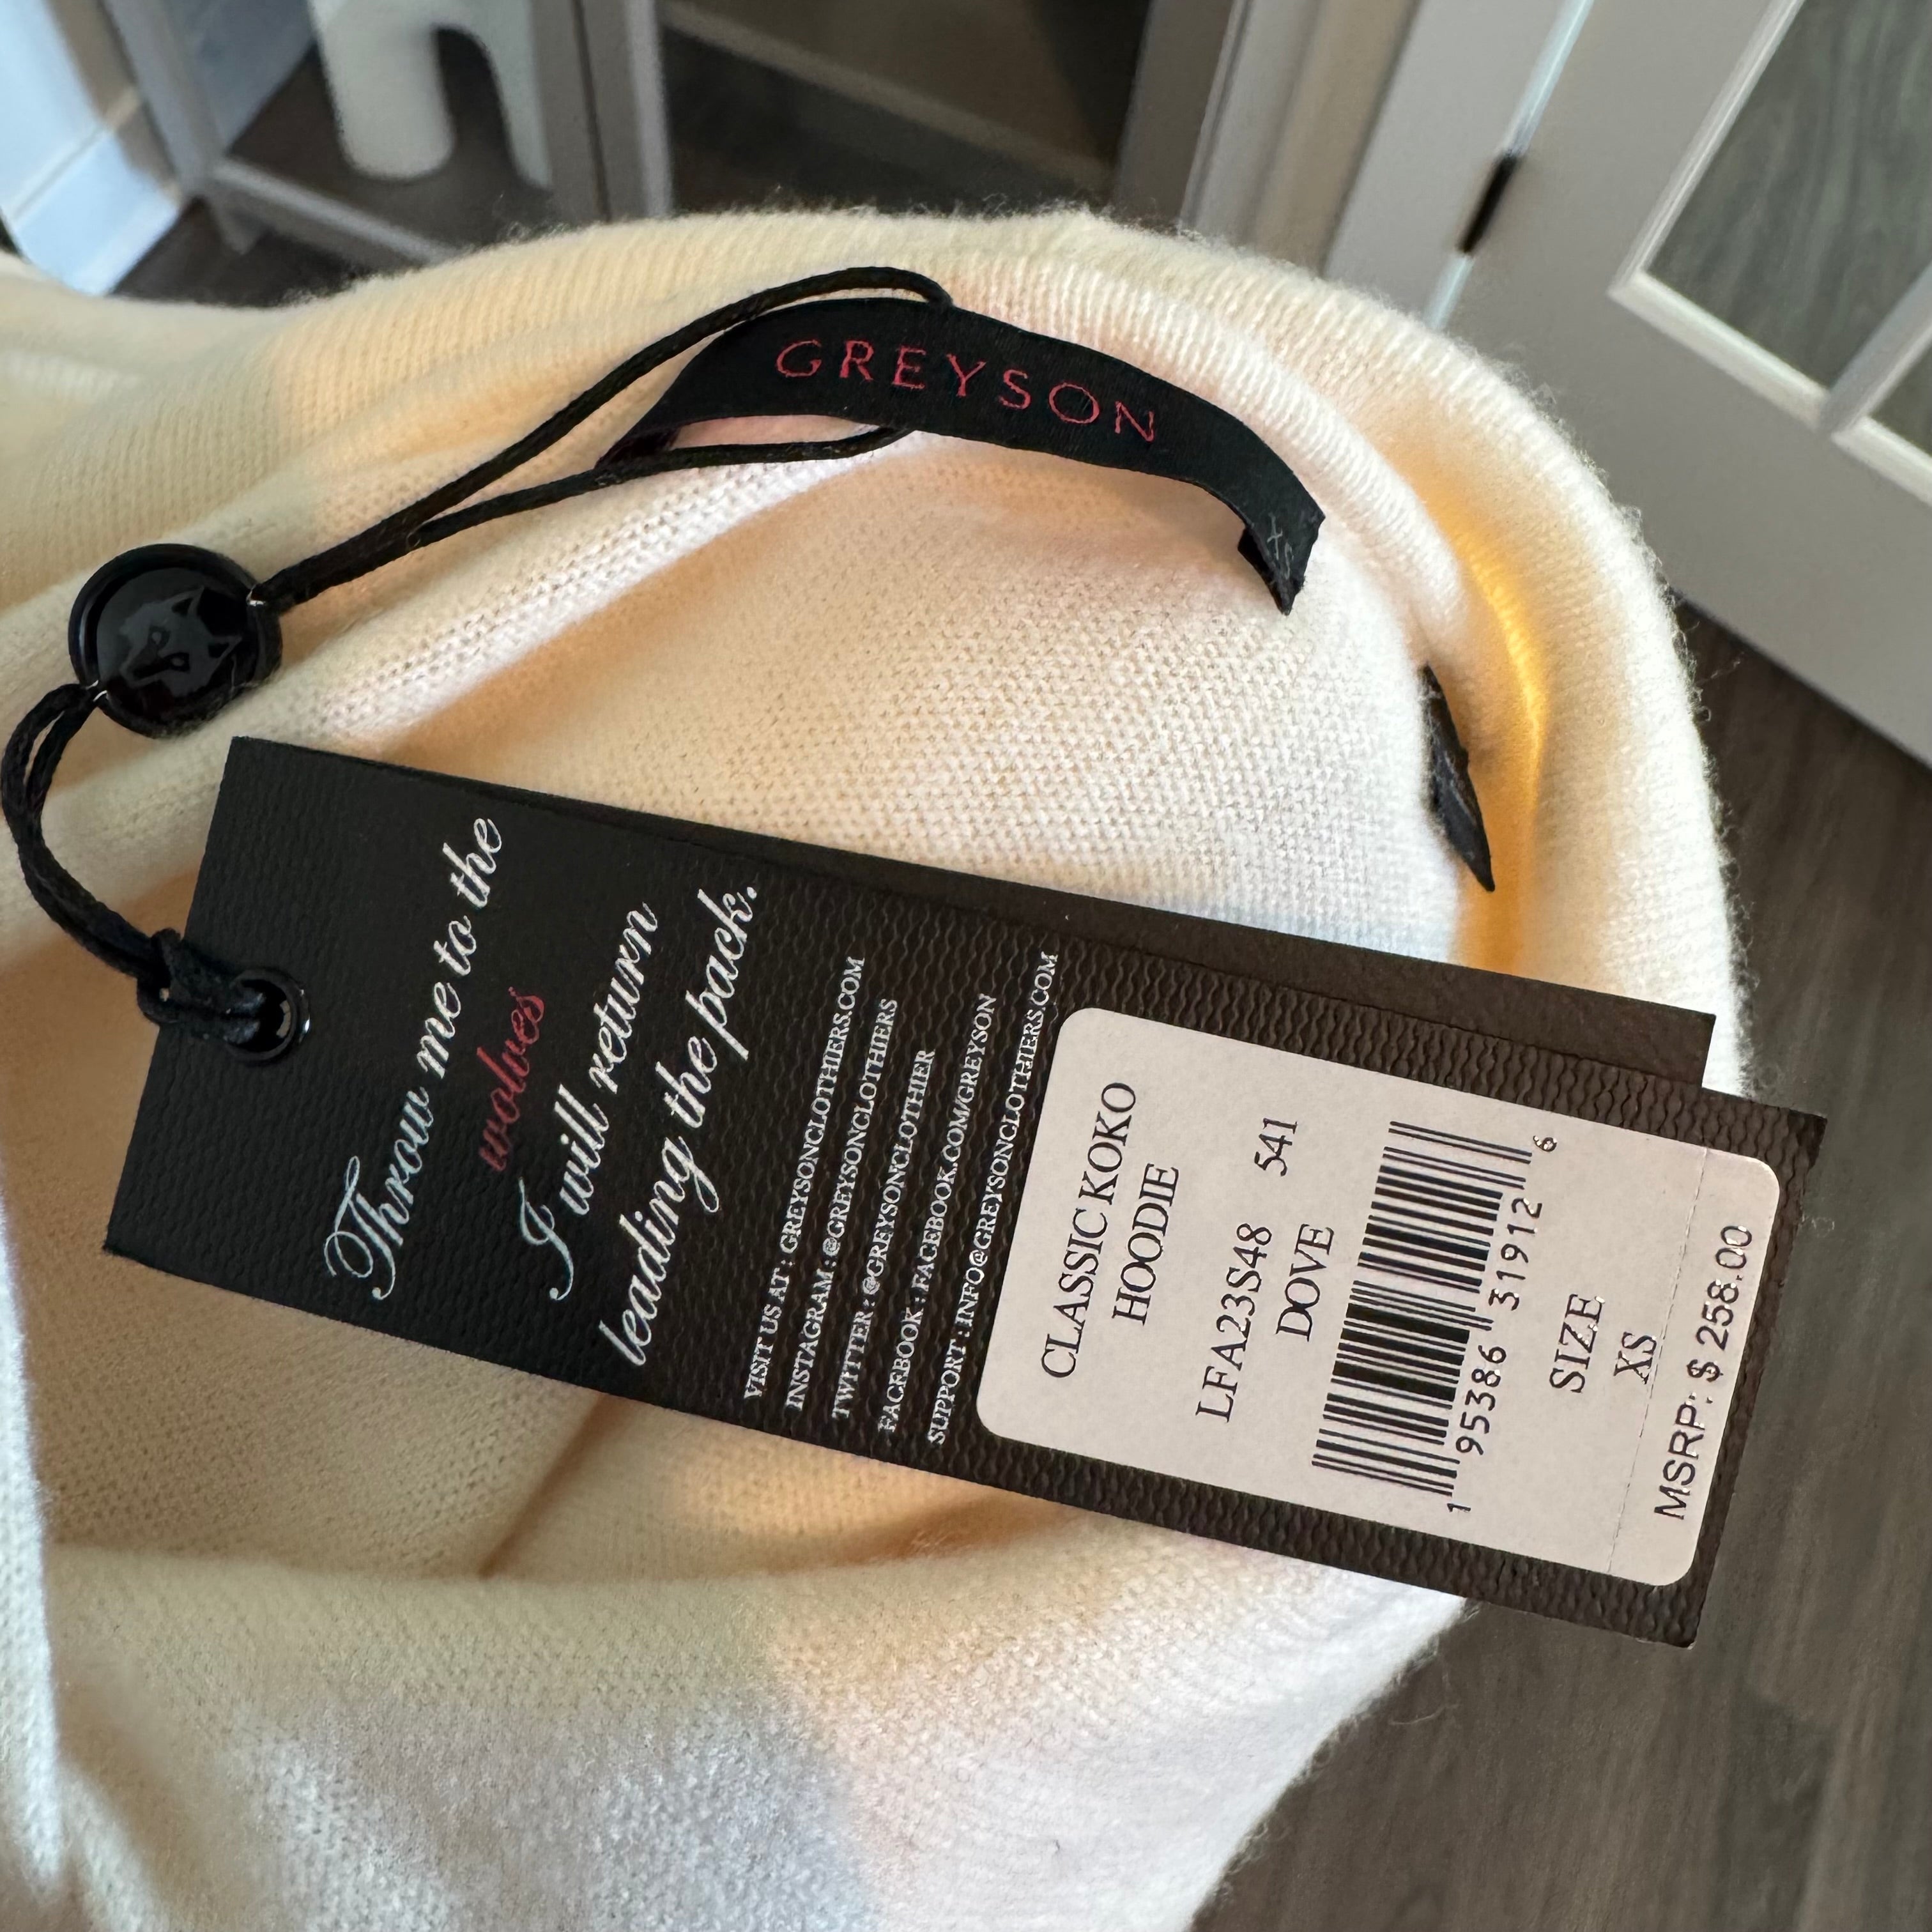 GREYSON
XS
Throw me to the
wolves
I will return
leading the pack.
VISIT US AT : GREYSONCLOTHIERS.COM
INSTAGRAM : @GREYSONCLOTHIERS
TWITTER : @GREYSONCLOTHIER
FACEBOOK : FACEBOOK.COM/GREYSON
SUPPORT : INFO@GREYSONCLOTHIERS.COM
CLASSIC KOKO
HOODIE
LFA23S48 541
DOVE
1 95386 31912 6
SIZE
XS
MSRP: $ 258.00